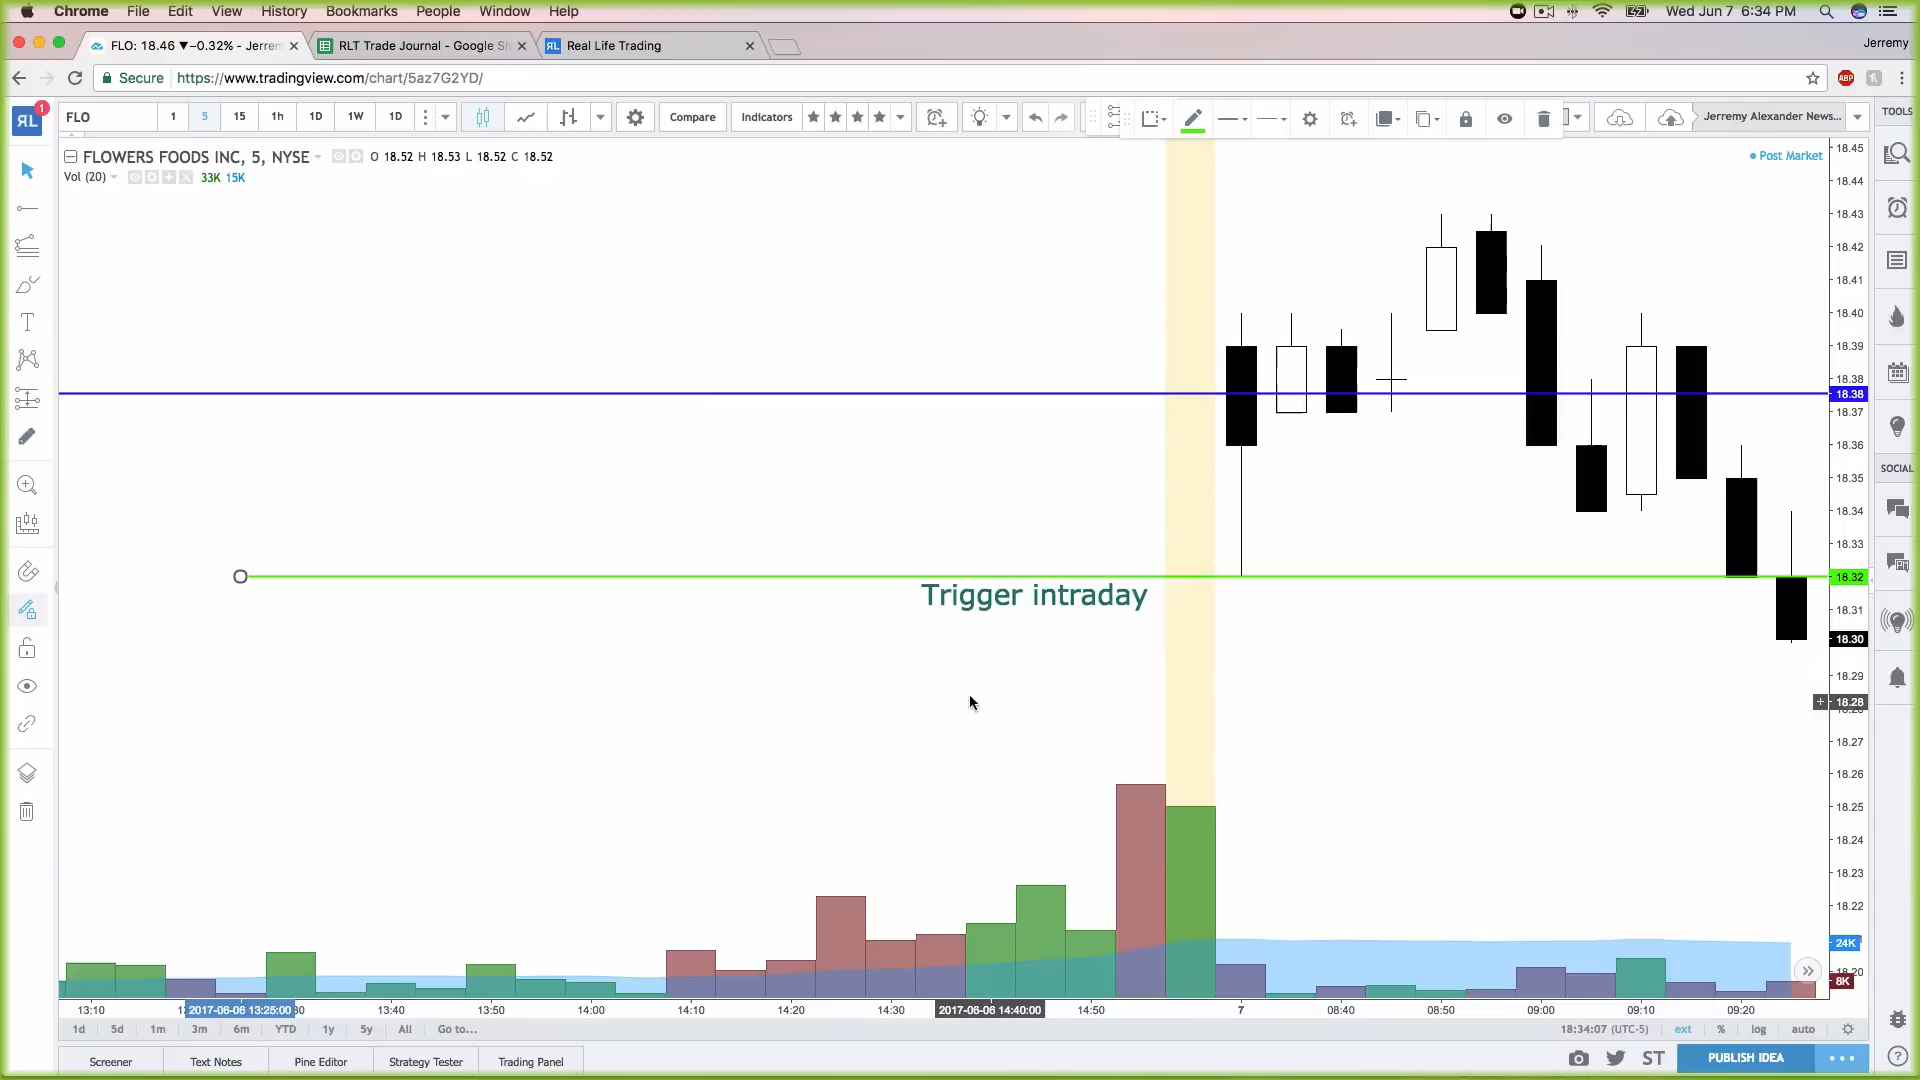 Chrome File Edit View History Bookmarks People Window Help Wed Jun 7 6:34 PM
FLO: 18.46 ▼−0.32% - Jerem RLT Trade Journal - Google Sh Real Life Trading Jeremy
Secure https://www.tradingview.com/chart/5az7G2YD/ ABP
RL 1 FLO 1 5 15 1h 1D 1W 1D Compare Indicators Jeremy Alexander News... TOOLS
FLOWERS FOODS INC, 5, NYSE O 18.52 H 18.53 L 18.52 C 18.52 Post Market
Vol (20) 33K 15K
18.45
18.44
18.43
18.42
18.41
18.40
18.39
18.38
18.38
18.37
18.36
SOCIAL
18.35
18.34
18.33
18.32
Trigger intraday
18.31
18.30
18.29
+ 18.28
18.27
18.26
18.25
18.24
18.23
18.22
24K
18.20
8K
13:10 2017-06-06 13:25:00 13:40 13:50 14:00 14:10 14:20 14:30 2017-06-06 14:40:00 14:50 7 08:40 08:50 09:00 09:10 09:20
1d 5d 1m 3m 6m YTD 1y 5y All Go to... 18:34:07 (UTC-5) ext % log auto
Screener Text Notes Pine Editor Strategy Tester Trading Panel ST PUBLISH IDEA